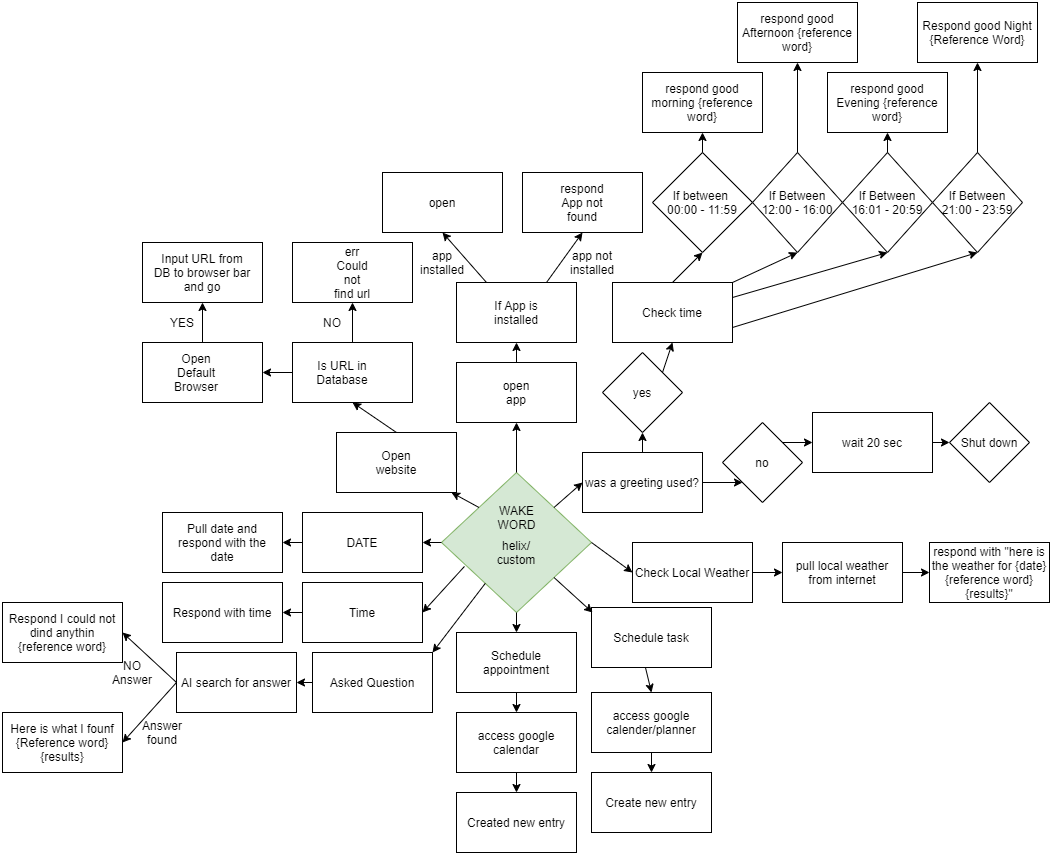 respond good
Afternoon {reference
word}
Respond good Night
{Reference Word}
respond good
morning {reference
word}
respond good
Evening {reference
word}
If between
00:00 - 11:59
If Between
12:00 - 16:00
If Between
16:01 - 20:59
If Between
21:00 - 23:59
open
respond
App not
found
app
installed
app not
installed
Input URL from
DB to browser bar
and go
err
Could
not
find url
If App is
installed
Check time
YES
NO
Open
Default
Browser
Is URL in
Database
open
app
yes
Open
website
was a greeting used?
no
wait 20 sec
Shut down
WAKE
WORD
helix/
custom
Pull date and
respond with the
date
DATE
Check Local Weather
pull local weather
from internet
respond with "here is
the weather for {date}
{reference word}
{results}"
Respond with time
Time
Respond I could not
dind anythin
{reference word}
NO
Answer
AI search for answer
Asked Question
Schedule
appointment
Schedule task
Here is what I founf
{Reference word}
{results}
Answer
found
access google
calendar
access google
calender/planner
Created new entry
Create new entry